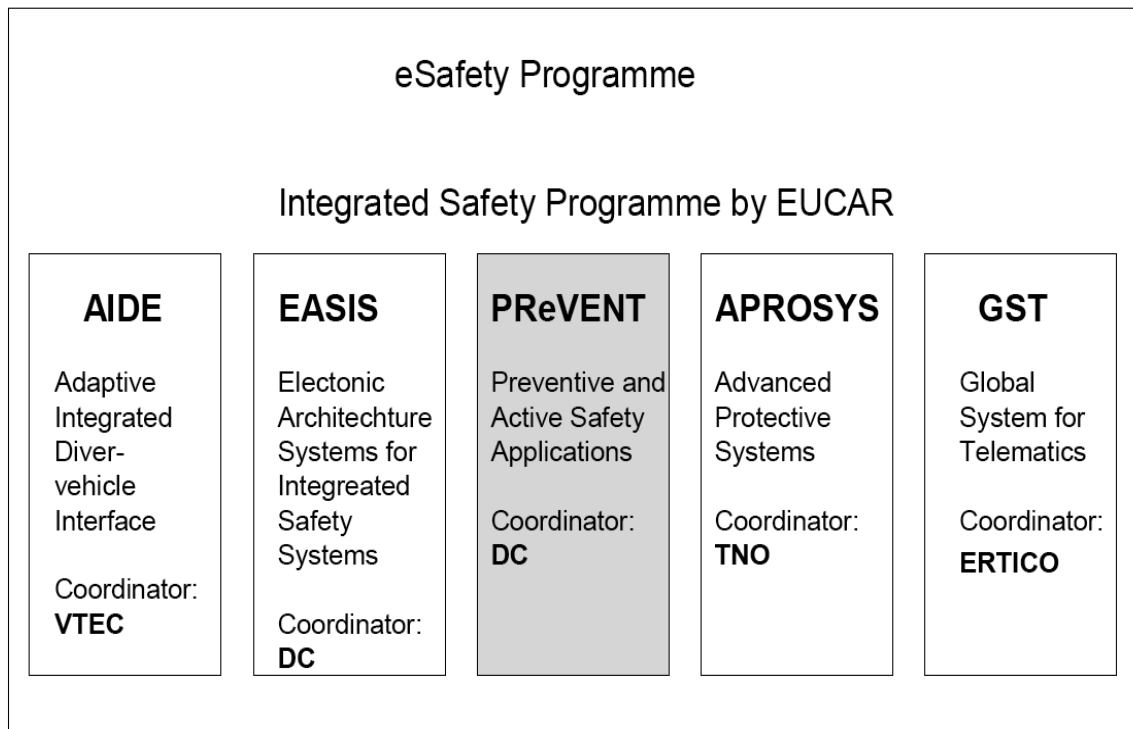 eSafety Programme
Integrated Safety Programme by EUCAR
AIDE
Adaptive
Integrated
Diver-
vehicle
Interface
Coordinator:
VTEC
EASIS
Electonic
Architechture
Systems for
Integreated
Safety
Systems
Coordinator:
DC
PReVENT
Preventive and
Active Safety
Applications
Coordinator:
DC
APROSYS
Advanced
Protective
Systems
Coordinator:
TNO
GST
Global
System for
Telematics
Coordinator:
ERTICO